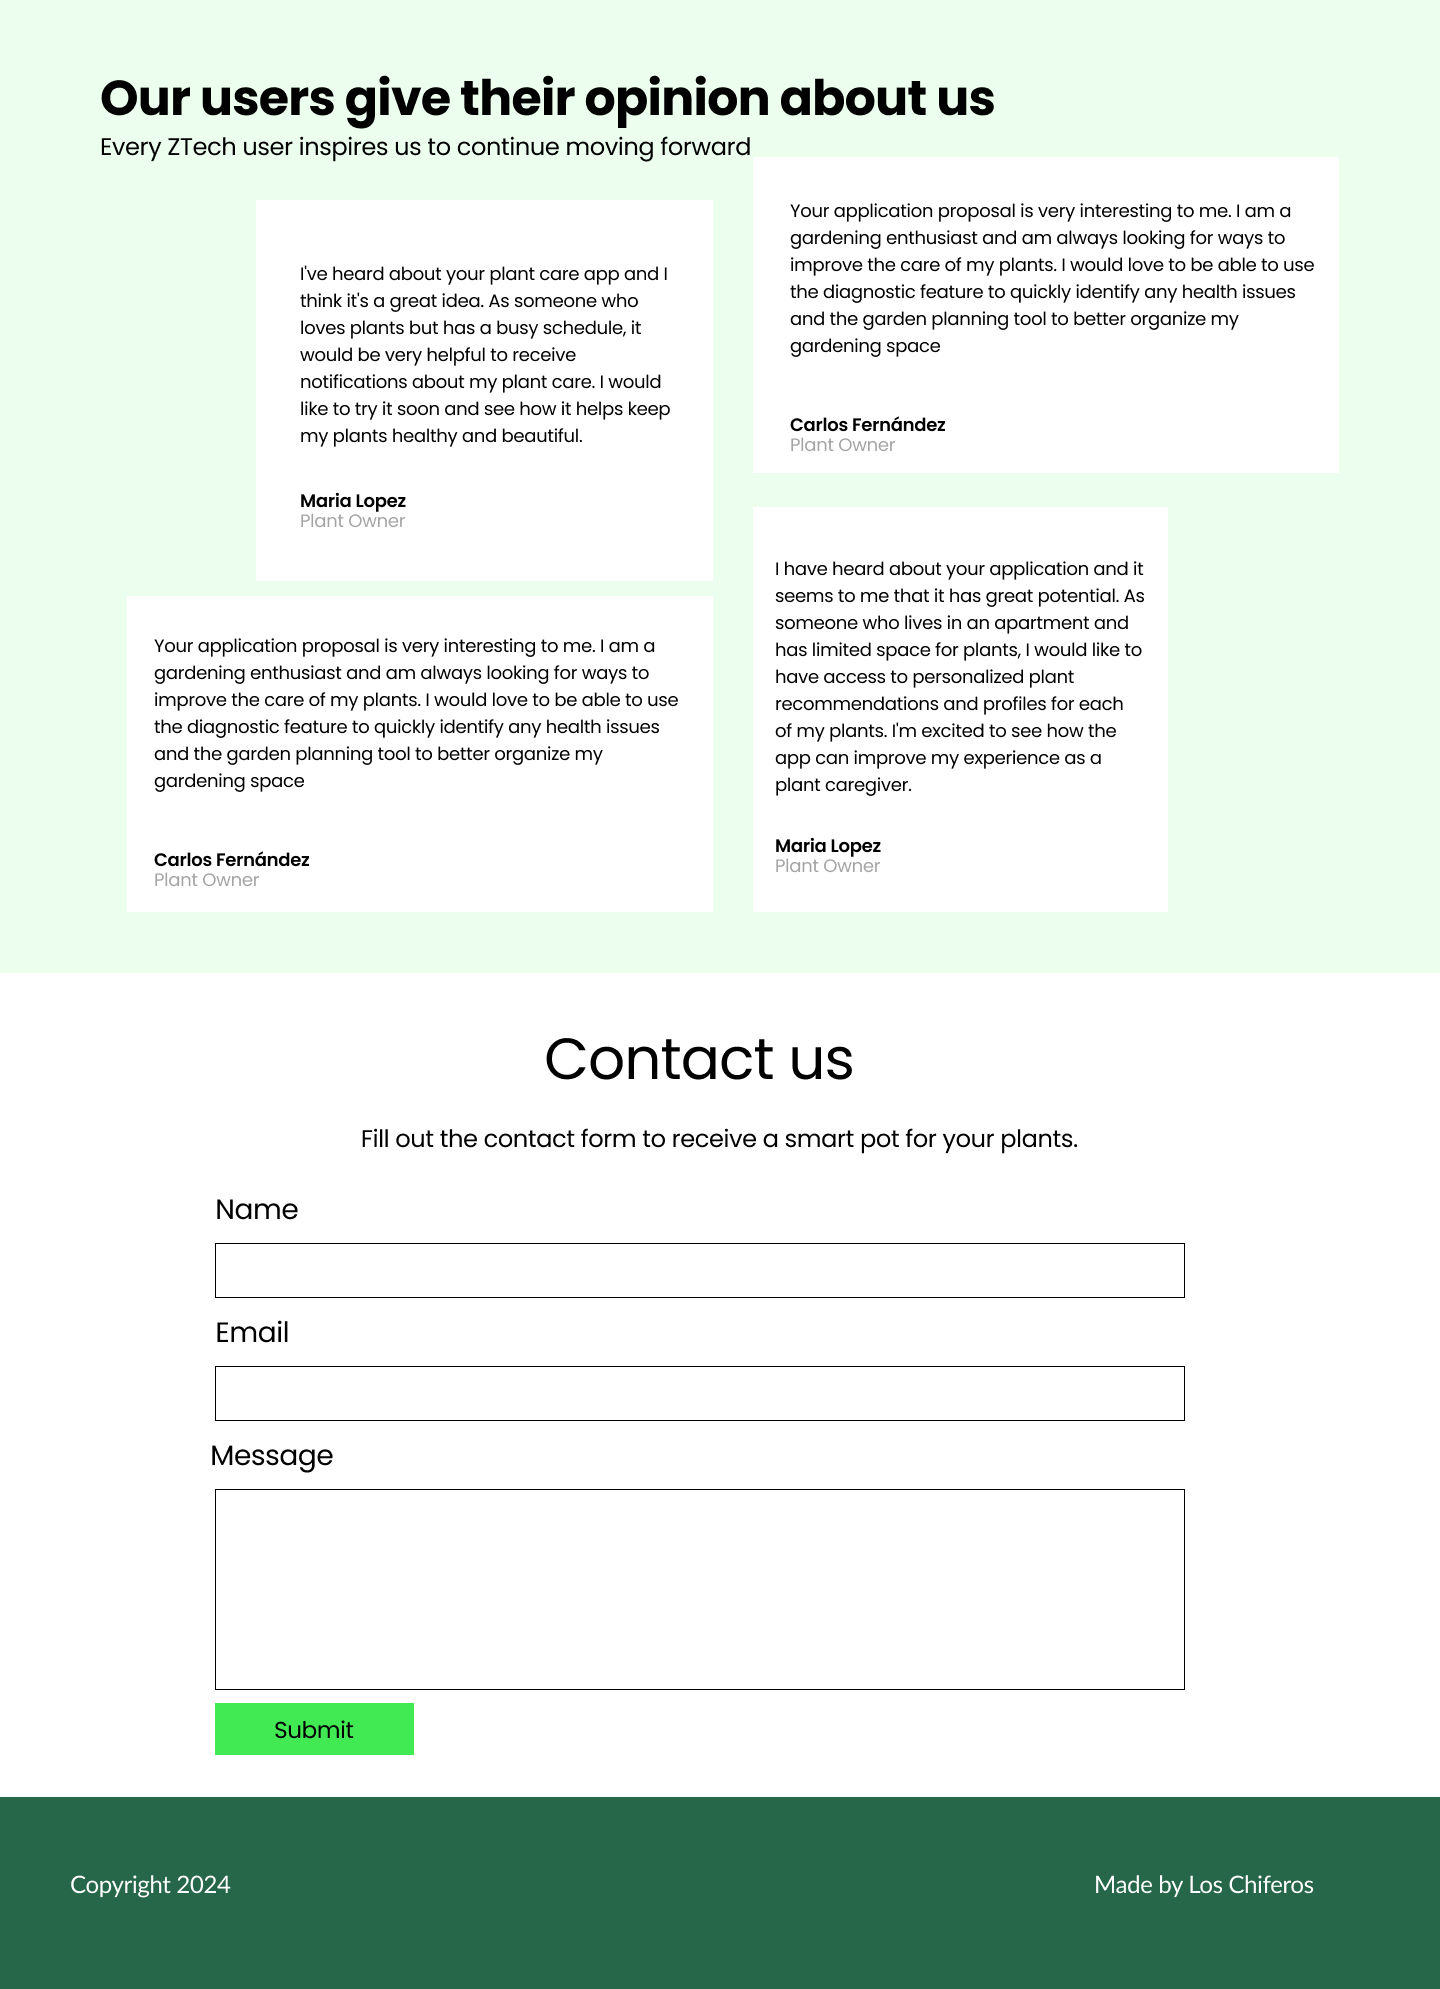 Our users give their opinion about us
Every ZTech user inspires us to continue moving forward
I've heard about your plant care app and I
think it's a great idea. As someone who
loves plants but has a busy schedule, it
would be very helpful to receive
notifications about my plant care. I would
like to try it soon and see how it helps keep
my plants healthy and beautiful.
Maria Lopez
Plant Owner
Your application proposal is very interesting to me. I am a
gardening enthusiast and am always looking for ways to
improve the care of my plants. I would love to be able to use
the diagnostic feature to quickly identify any health issues
and the garden planning tool to better organize my
gardening space
Carlos Fernández
Plant Owner
Your application proposal is very interesting to me. I am a
gardening enthusiast and am always looking for ways to
improve the care of my plants. I would love to be able to use
the diagnostic feature to quickly identify any health issues
and the garden planning tool to better organize my
gardening space
Carlos Fernández
Plant Owner
I have heard about your application and it
seems to me that it has great potential. As
someone who lives in an apartment and
has limited space for plants, I would like to
have access to personalized plant
recommendations and profiles for each
of my plants. I'm excited to see how the
app can improve my experience as a
plant caregiver.
Maria Lopez
Plant Owner
Contact us
Fill out the contact form to receive a smart pot for your plants.
Name
Email
Message
Submit
Copyright 2024
Made by Los Chiferos